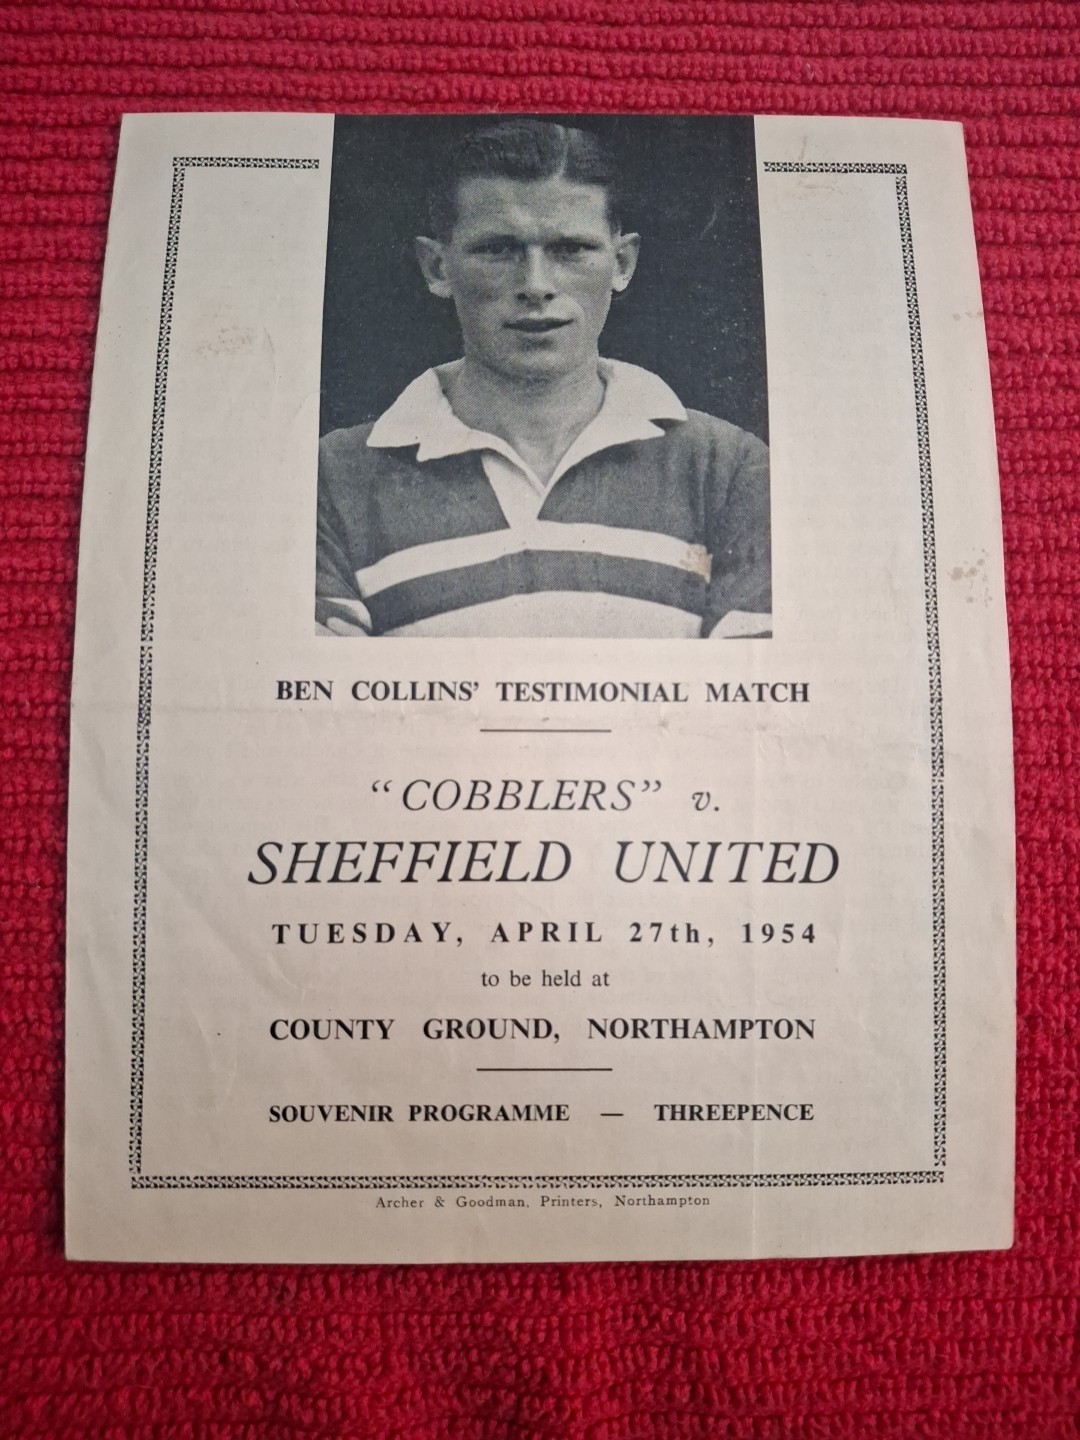 BEN COLLINS' TESTIMONIAL MATCH
"COBBLERS" v.
SHEFFIELD UNITED
TUESDAY, APRIL 27th, 1954
to be held at
COUNTY GROUND, NORTHAMPTON
SOUVENIR PROGRAMME — THREEPENCE
Archer & Goodman, Printers, Northampton